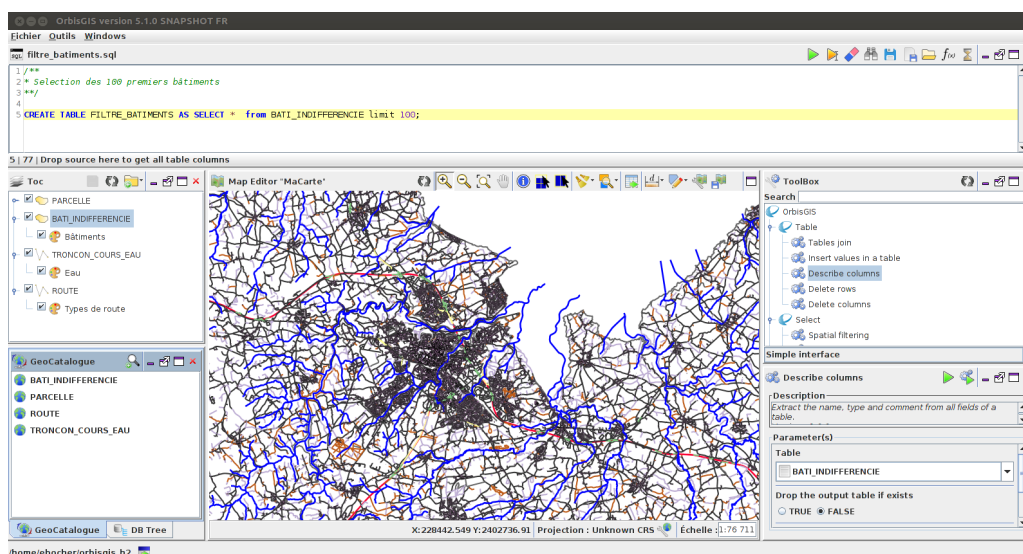 OrbisGIS version 5.1.0 SNAPSHOT FR
Fichier Outils Windows
SQL filtre_batiments.sql
f(x)
1 /**
2 * Selection des 100 premiers bâtiments
3 **/
4
5 CREATE TABLE FILTRE_BATIMENTS AS SELECT * from BATI_INDIFFERENCIE limit 100;
5 | 77 | Drop source here to get all table columns
Toc
PARCELLE
BATI_INDIFFERENCIE
Bâtiments
TRONCON_COURS_EAU
Eau
ROUTE
Types de route
GeoCatalogue
BATI_INDIFFERENCIE
PARCELLE
ROUTE
TRONCON_COURS_EAU
GeoCatalogue DB Tree
Map Editor "MaCarte"
X:228442.549 Y:2402736.91 Projection : Unknown CRS Échelle : 1:76 711
ToolBox
Search
OrbisGIS
Table
Tables join
Insert values in a table
Describe columns
Delete rows
Delete columns
Select
Spatial filtering
Simple interface
Describe columns
Description
Extract the name, type and comment from all fields of a
table.
Parameter(s)
Table
BATI_INDIFFERENCIE
Drop the output table if exists
TRUE FALSE
/home/ebocher/orbisgis_h2